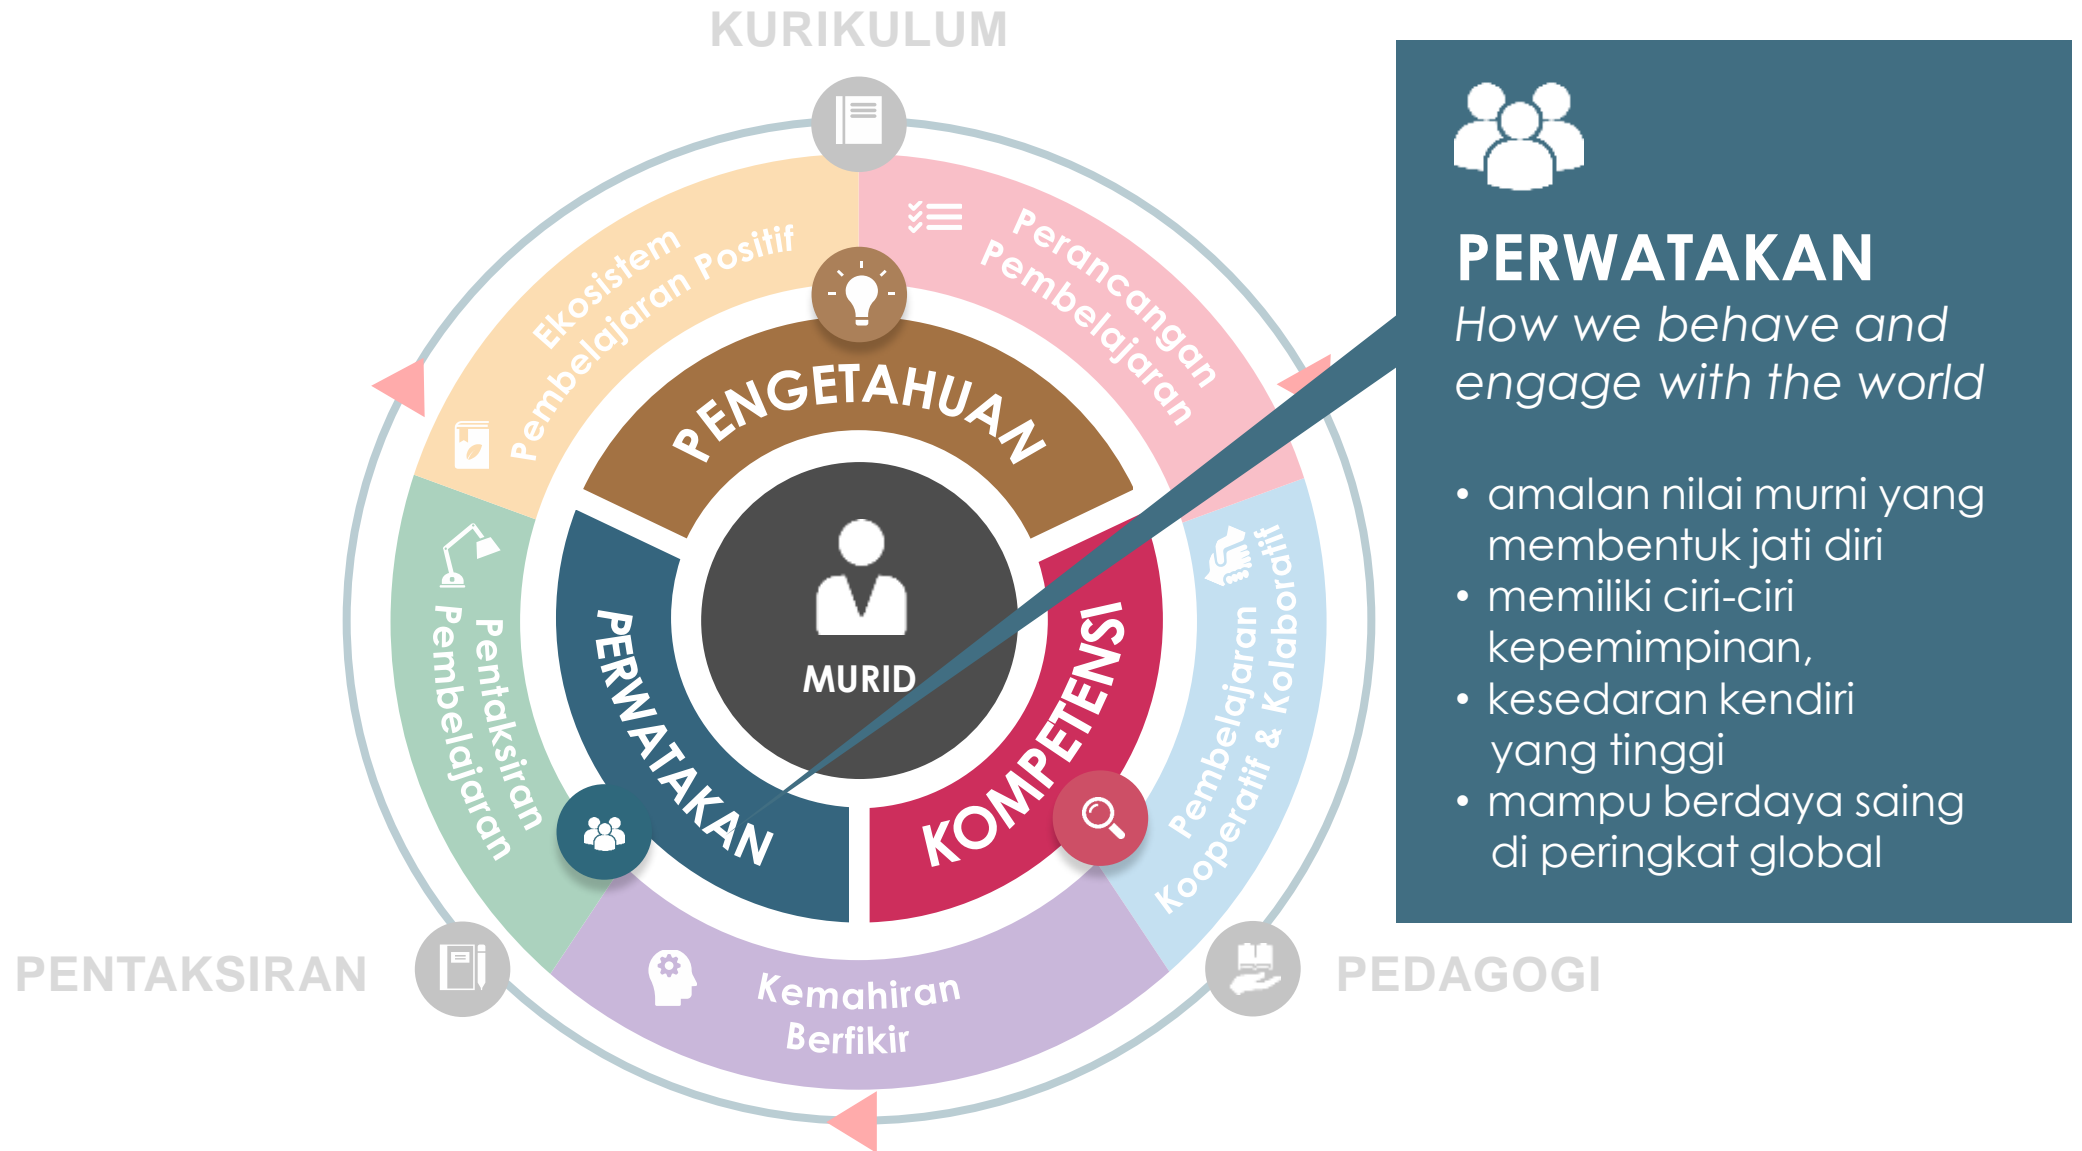 KURIKULUM
Ekosistem
Pembelajaran Positif
Perancangan
Pembelajaran
PENGETAHUAN
MURID
PERWATAKAN
KOMPETENSI
Pentaksiran
Pembelajaran
Pembelajaran
Kooperatif & Kolaboratif
Kemahiran
Berfikir
PENTAKSIRAN
PEDAGOGI
PERWATAKAN
How we behave and
engage with the world
• amalan nilai murni yang
membentuk jati diri
• memiliki ciri-ciri
kepemimpinan,
• kesedaran kendiri
yang tinggi
• mampu berdaya saing
di peringkat global